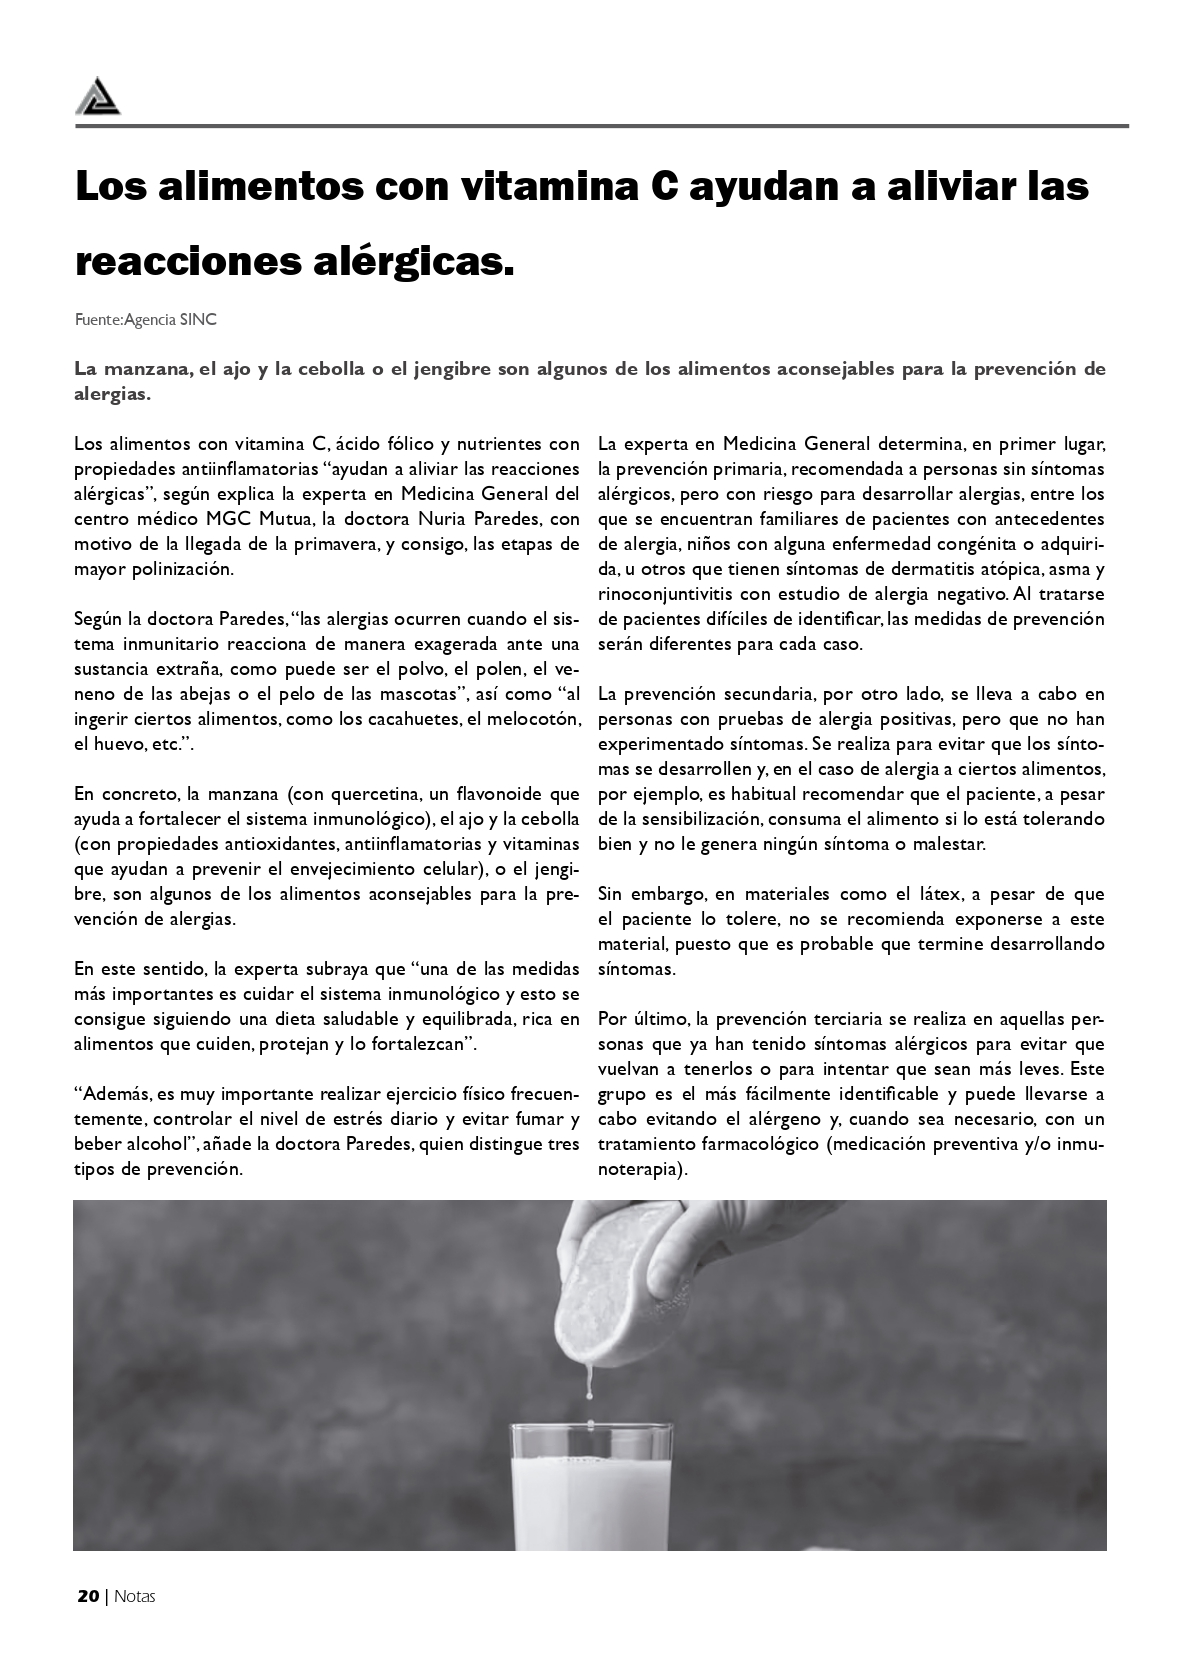 Los alimentos con vitamina C ayudan a aliviar las
reacciones alérgicas.
Fuente:Agencia SINC
La manzana, el ajo y la cebolla o el jengibre son algunos de los alimentos aconsejables para la prevención de
alergias.
Los alimentos con vitamina C, ácido fólico y nutrientes con
propiedades antiinflamatorias “ayudan a aliviar las reacciones
alérgicas”, según explica la experta en Medicina General del
centro médico MGC Mutua, la doctora Nuria Paredes, con
motivo de la llegada de la primavera, y consigo, las etapas de
mayor polinización.
Según la doctora Paredes, “las alergias ocurren cuando el sis-
tema inmunitario reacciona de manera exagerada ante una
sustancia extraña, como puede ser el polvo, el polen, el ve-
neno de las abejas o el pelo de las mascotas”, así como “al
ingerir ciertos alimentos, como los cacahuetes, el melocotón,
el huevo, etc.”.
En concreto, la manzana (con quercetina, un flavonoide que
ayuda a fortalecer el sistema inmunológico), el ajo y la cebolla
(con propiedades antioxidantes, antiinflamatorias y vitaminas
que ayudan a prevenir el envejecimiento celular), o el jengi-
bre, son algunos de los alimentos aconsejables para la pre-
vención de alergias.
En este sentido, la experta subraya que “una de las medidas
más importantes es cuidar el sistema inmunológico y esto se
consigue siguiendo una dieta saludable y equilibrada, rica en
alimentos que cuiden, protejan y lo fortalezcan”.
“Además, es muy importante realizar ejercicio físico frecuen-
temente, controlar el nivel de estrés diario y evitar fumar y
beber alcohol”, añade la doctora Paredes, quien distingue tres
tipos de prevención.
La experta en Medicina General determina, en primer lugar,
la prevención primaria, recomendada a personas sin síntomas
alérgicos, pero con riesgo para desarrollar alergias, entre los
que se encuentran familiares de pacientes con antecedentes
de alergia, niños con alguna enfermedad congénita o adquiri-
da, u otros que tienen síntomas de dermatitis atópica, asma y
rinoconjuntivitis con estudio de alergia negativo. Al tratarse
de pacientes difíciles de identificar, las medidas de prevención
serán diferentes para cada caso.
La prevención secundaria, por otro lado, se lleva a cabo en
personas con pruebas de alergia positivas, pero que no han
experimentado síntomas. Se realiza para evitar que los sínto-
mas se desarrollen y, en el caso de alergia a ciertos alimentos,
por ejemplo, es habitual recomendar que el paciente, a pesar
de la sensibilización, consuma el alimento si lo está tolerando
bien y no le genera ningún síntoma o malestar.
Sin embargo, en materiales como el látex, a pesar de que
el paciente lo tolere, no se recomienda exponerse a este
material, puesto que es probable que termine desarrollando
síntomas.
Por último, la prevención terciaria se realiza en aquellas per-
sonas que ya han tenido síntomas alérgicos para evitar que
vuelvan a tenerlos o para intentar que sean más leves. Este
grupo es el más fácilmente identificable y puede llevarse a
cabo evitando el alérgeno y, cuando sea necesario, con un
tratamiento farmacológico (medicación preventiva y/o inmu-
noterapia).
20 | Notas